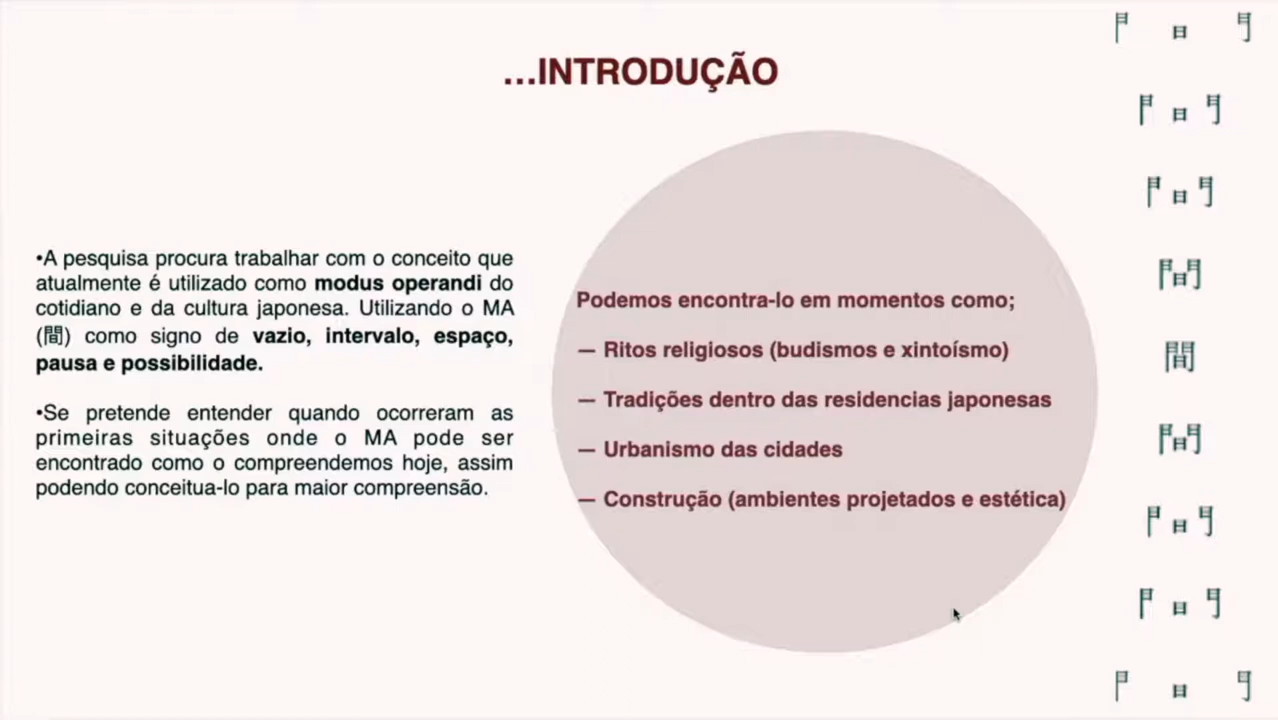 ...INTRODUÇÃO
•A pesquisa procura trabalhar com o conceito que
atualmente é utilizado como modus operandi do
cotidiano e da cultura japonesa. Utilizando o MA
(間) como signo de vazio, intervalo, espaço,
pausa e possibilidade.
•Se pretende entender quando ocorreram as
primeiras situações onde o MA pode ser
encontrado como o compreendemos hoje, assim
podendo conceitua-lo para maior compreensão.
Podemos encontra-lo em momentos como;
— Ritos religiosos (budismos e xintoísmo)
— Tradições dentro das residencias japonesas
— Urbanismo das cidades
— Construção (ambientes projetados e estética)
間